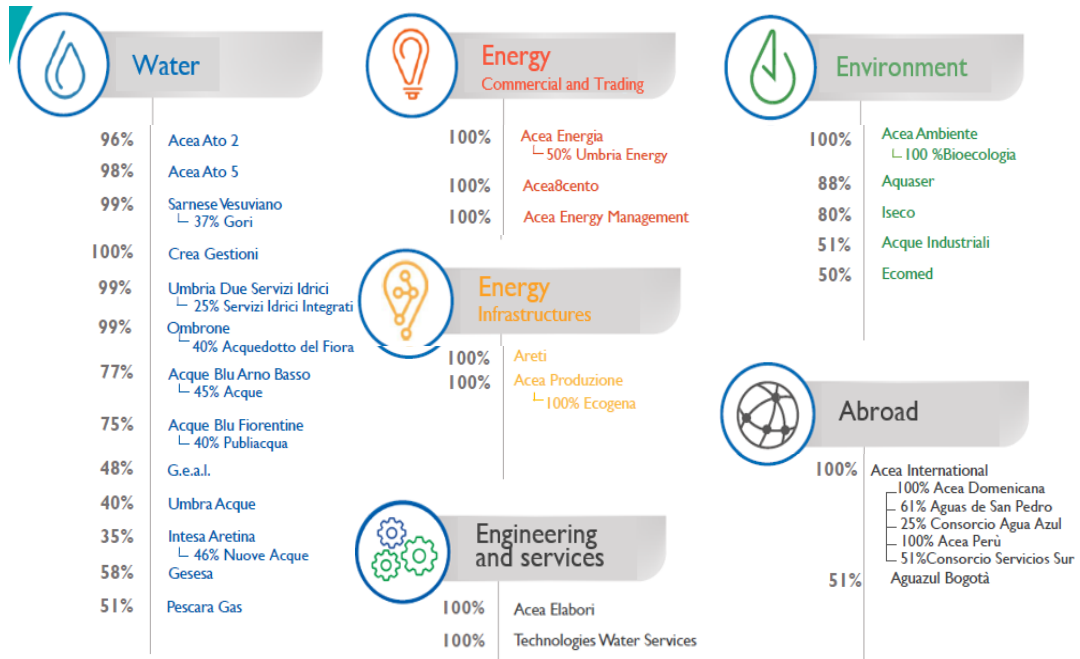 Water
96% Acea Ato 2
98% Acea Ato 5
99% Sarnese Vesuviano
37% Gori
100% Crea Gestioni
99% Umbria Due Servizi Idrici
25% Servizi Idrici Integrati
99% Ombrone
40% Acquedotto del Fiora
77% Acque Blu Arno Basso
45% Acque
75% Acque Blu Fiorentine
40% Publiacqua
48% G.e.a.l.
40% Umbra Acque
35% Intesa Aretina
46% Nuove Acque
58% Gesesa
51% Pescara Gas
Energy
Commercial and Trading
100% Acea Energia
50% Umbria Energy
100% Acea8cento
100% Acea Energy Management
Energy
Infrastructures
100% Areti
100% Acea Produzione
100% Ecogena
Engineering
and services
100% Acea Elabori
100% Technologies Water Services
Environment
100% Acea Ambiente
100 %Bioecologia
88% Aquaser
80% Iseco
51% Acque Industriali
50% Ecomed
Abroad
100% Acea International
100% Acea Domenicana
61% Aguas de San Pedro
25% Consorcio Agua Azul
100% Acea Perù
51%Consorcio Servicios Sur
51% Aguazul Bogotà